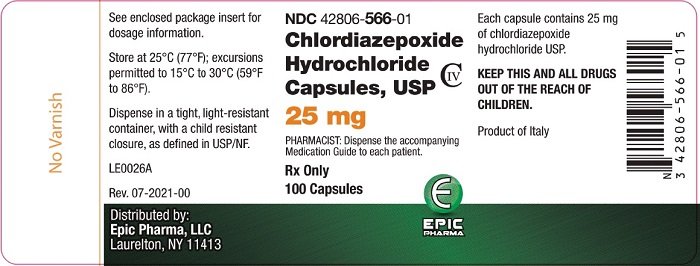 No Varnish
See enclosed package insert for
dosage information.
Store at 25°C (77°F); excursions
permitted to 15°C to 30°C (59°F
to 86°F).
Dispense in a tight, light-resistant
container, with a child resistant
closure, as defined in USP/NF.
LE0026A
Rev. 07-2021-00
Distributed by:
Epic Pharma, LLC
Laurelton, NY 11413
NDC 42806-566-01
Chlordiazepoxide
Hydrochloride
Capsules, USP
CIV
25 mg
PHARMACIST: Dispense the accompanying
Medication Guide to each patient.
Rx Only
100 Capsules
E
EPIC
PHARMA
Each capsule contains 25 mg
of chlordiazepoxide
hydrochloride USP.
KEEP THIS AND ALL DRUGS
OUT OF THE REACH OF
CHILDREN.
Product of Italy
N 3 42806-566-01 5